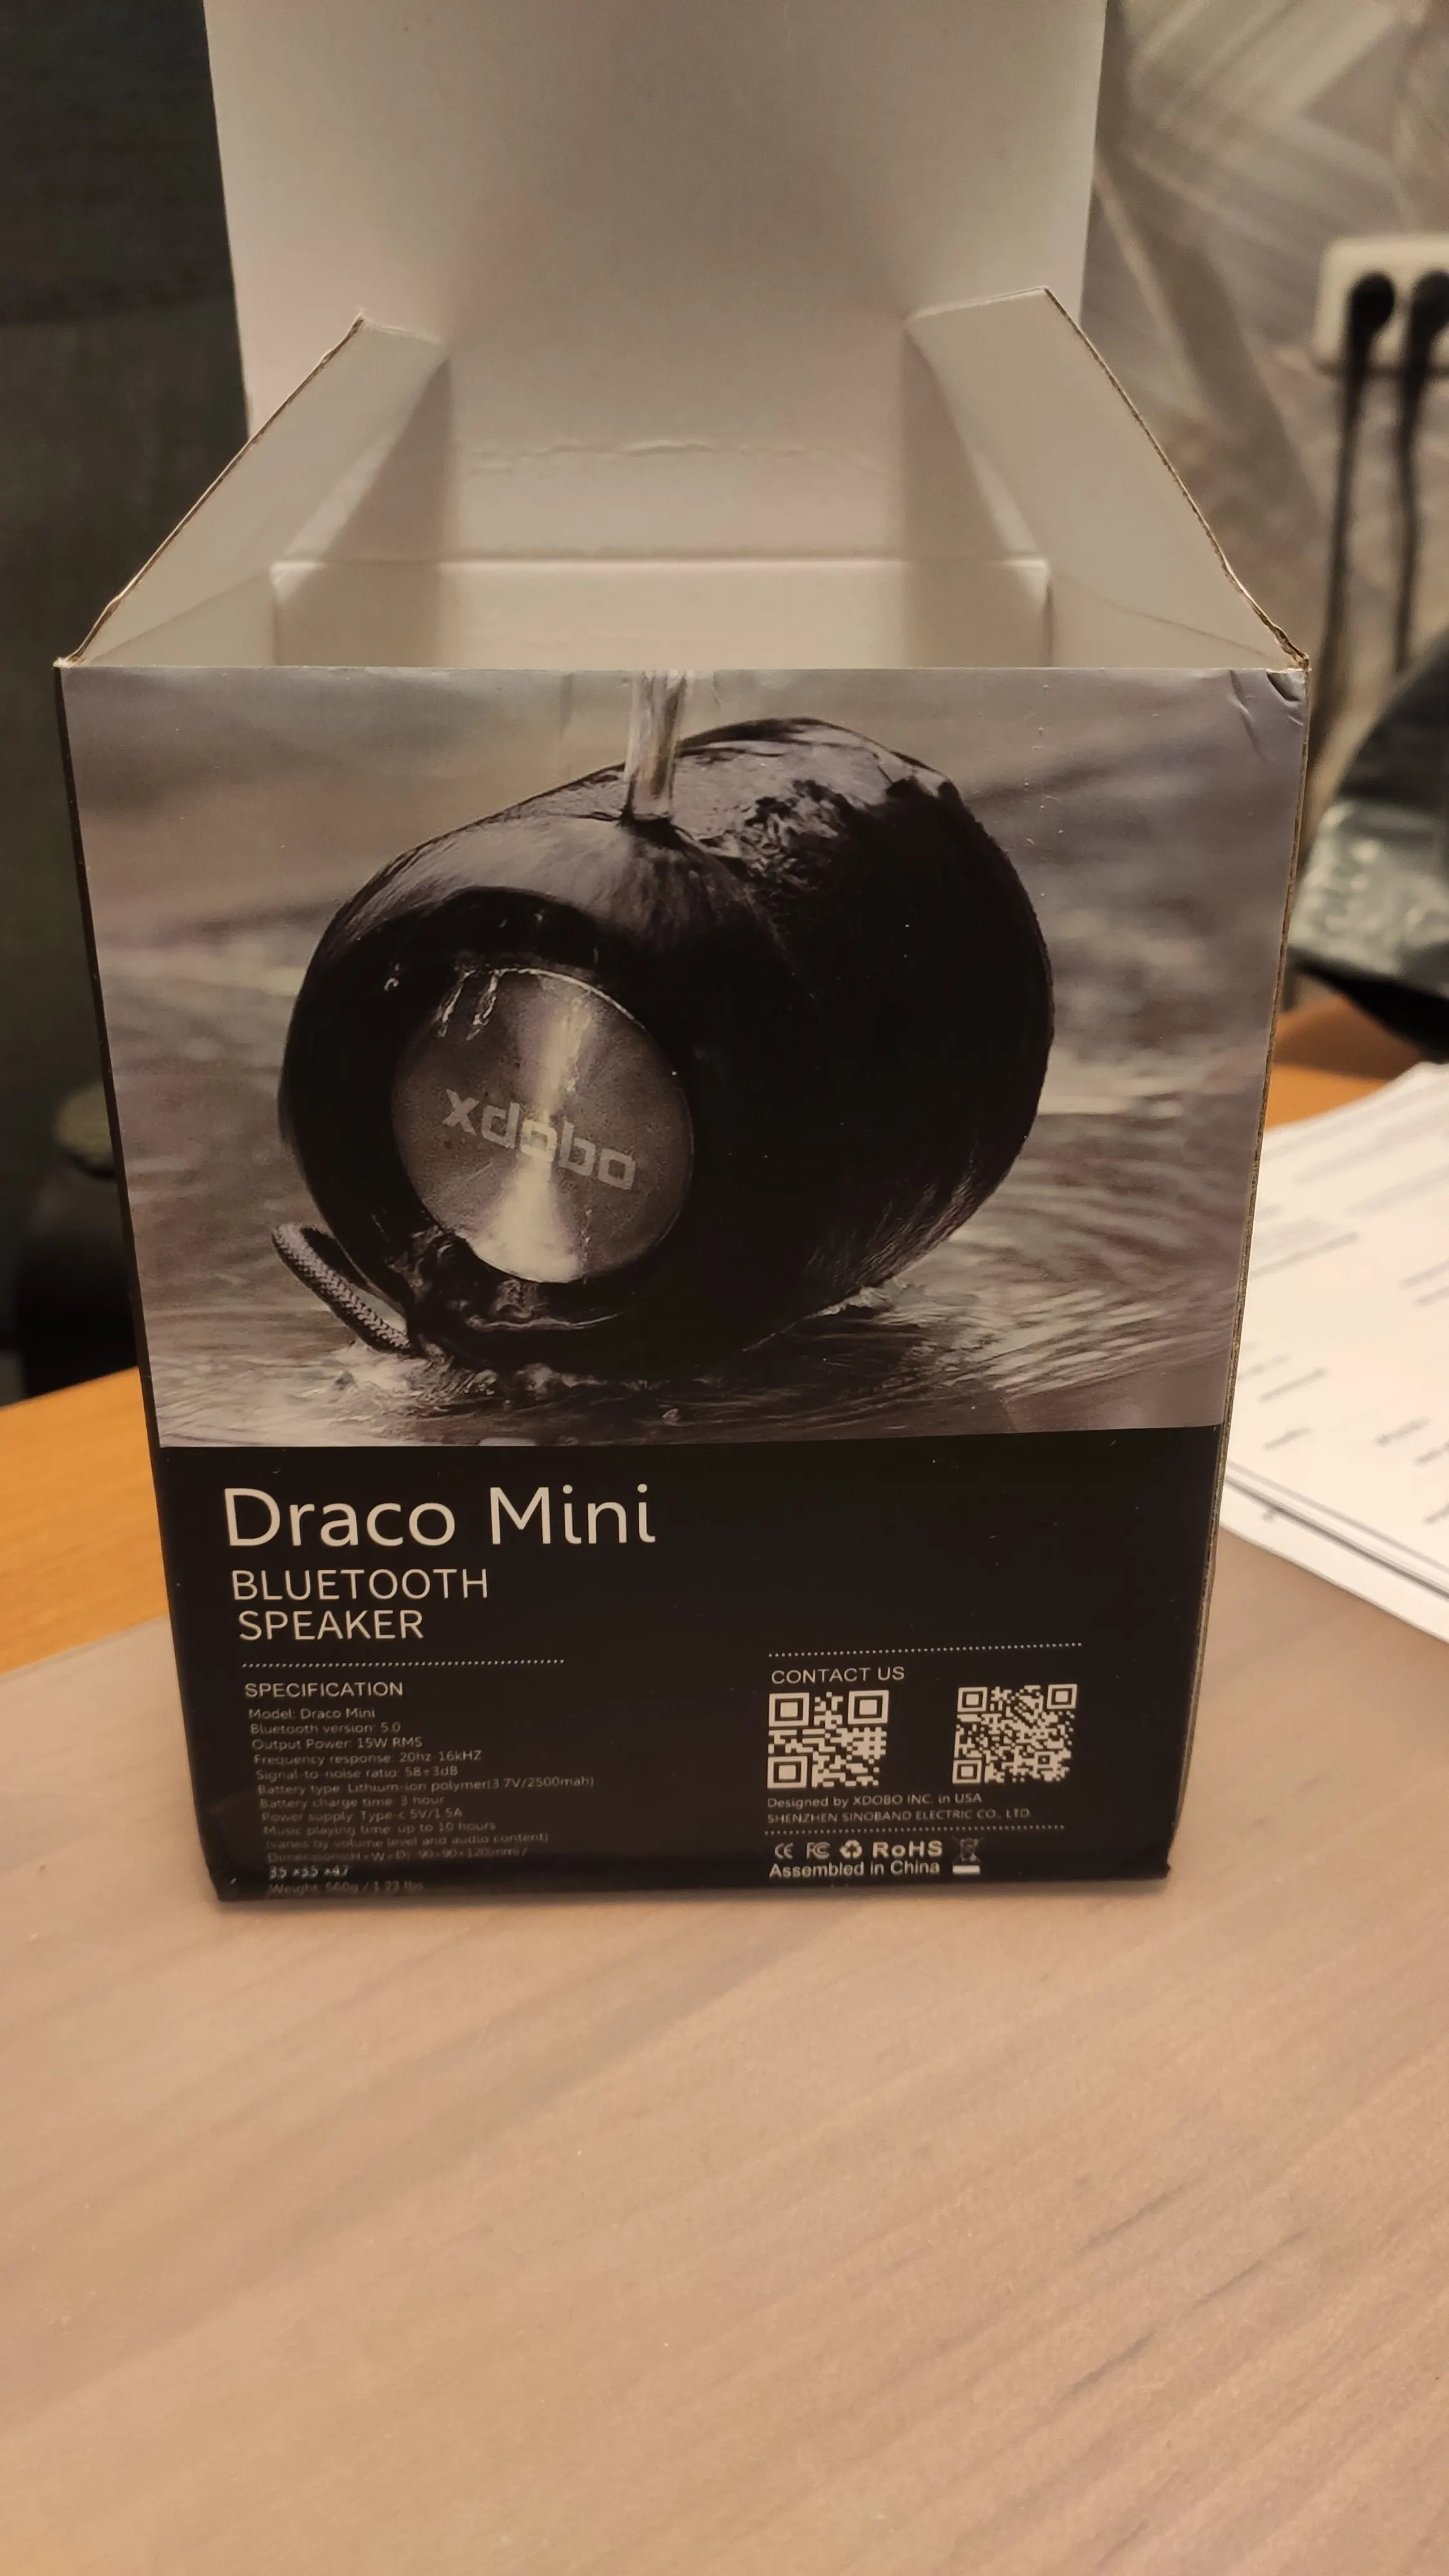 xdobo
Draco Mini
BLUETOOTH
SPEAKER
SPECIFICATION
Model: Draco Mini
Bluetooth version: 5.0
Output Power: 15W RMS
Frequency response: 20hz-16kHZ
Signal-to-noise ratio: 58±3dB
Battery type: Lithium-ion polymer(3.7V/2500mah)
Battery charge time: 3 hour
Power supply: Type-c 5V/1.5A
Music playing time: up to 10 hours
(varies by volume level and audio content)
Dimensions(H×W×D): 90×90×120mm/
Weight: 560g / 1.23 lbs
CONTACT US
Designed by XDOBO INC. in USA
SHENZHEN SINOBAND ELECTRIC CO., LTD.
CE FC RoHS
Assembled in China